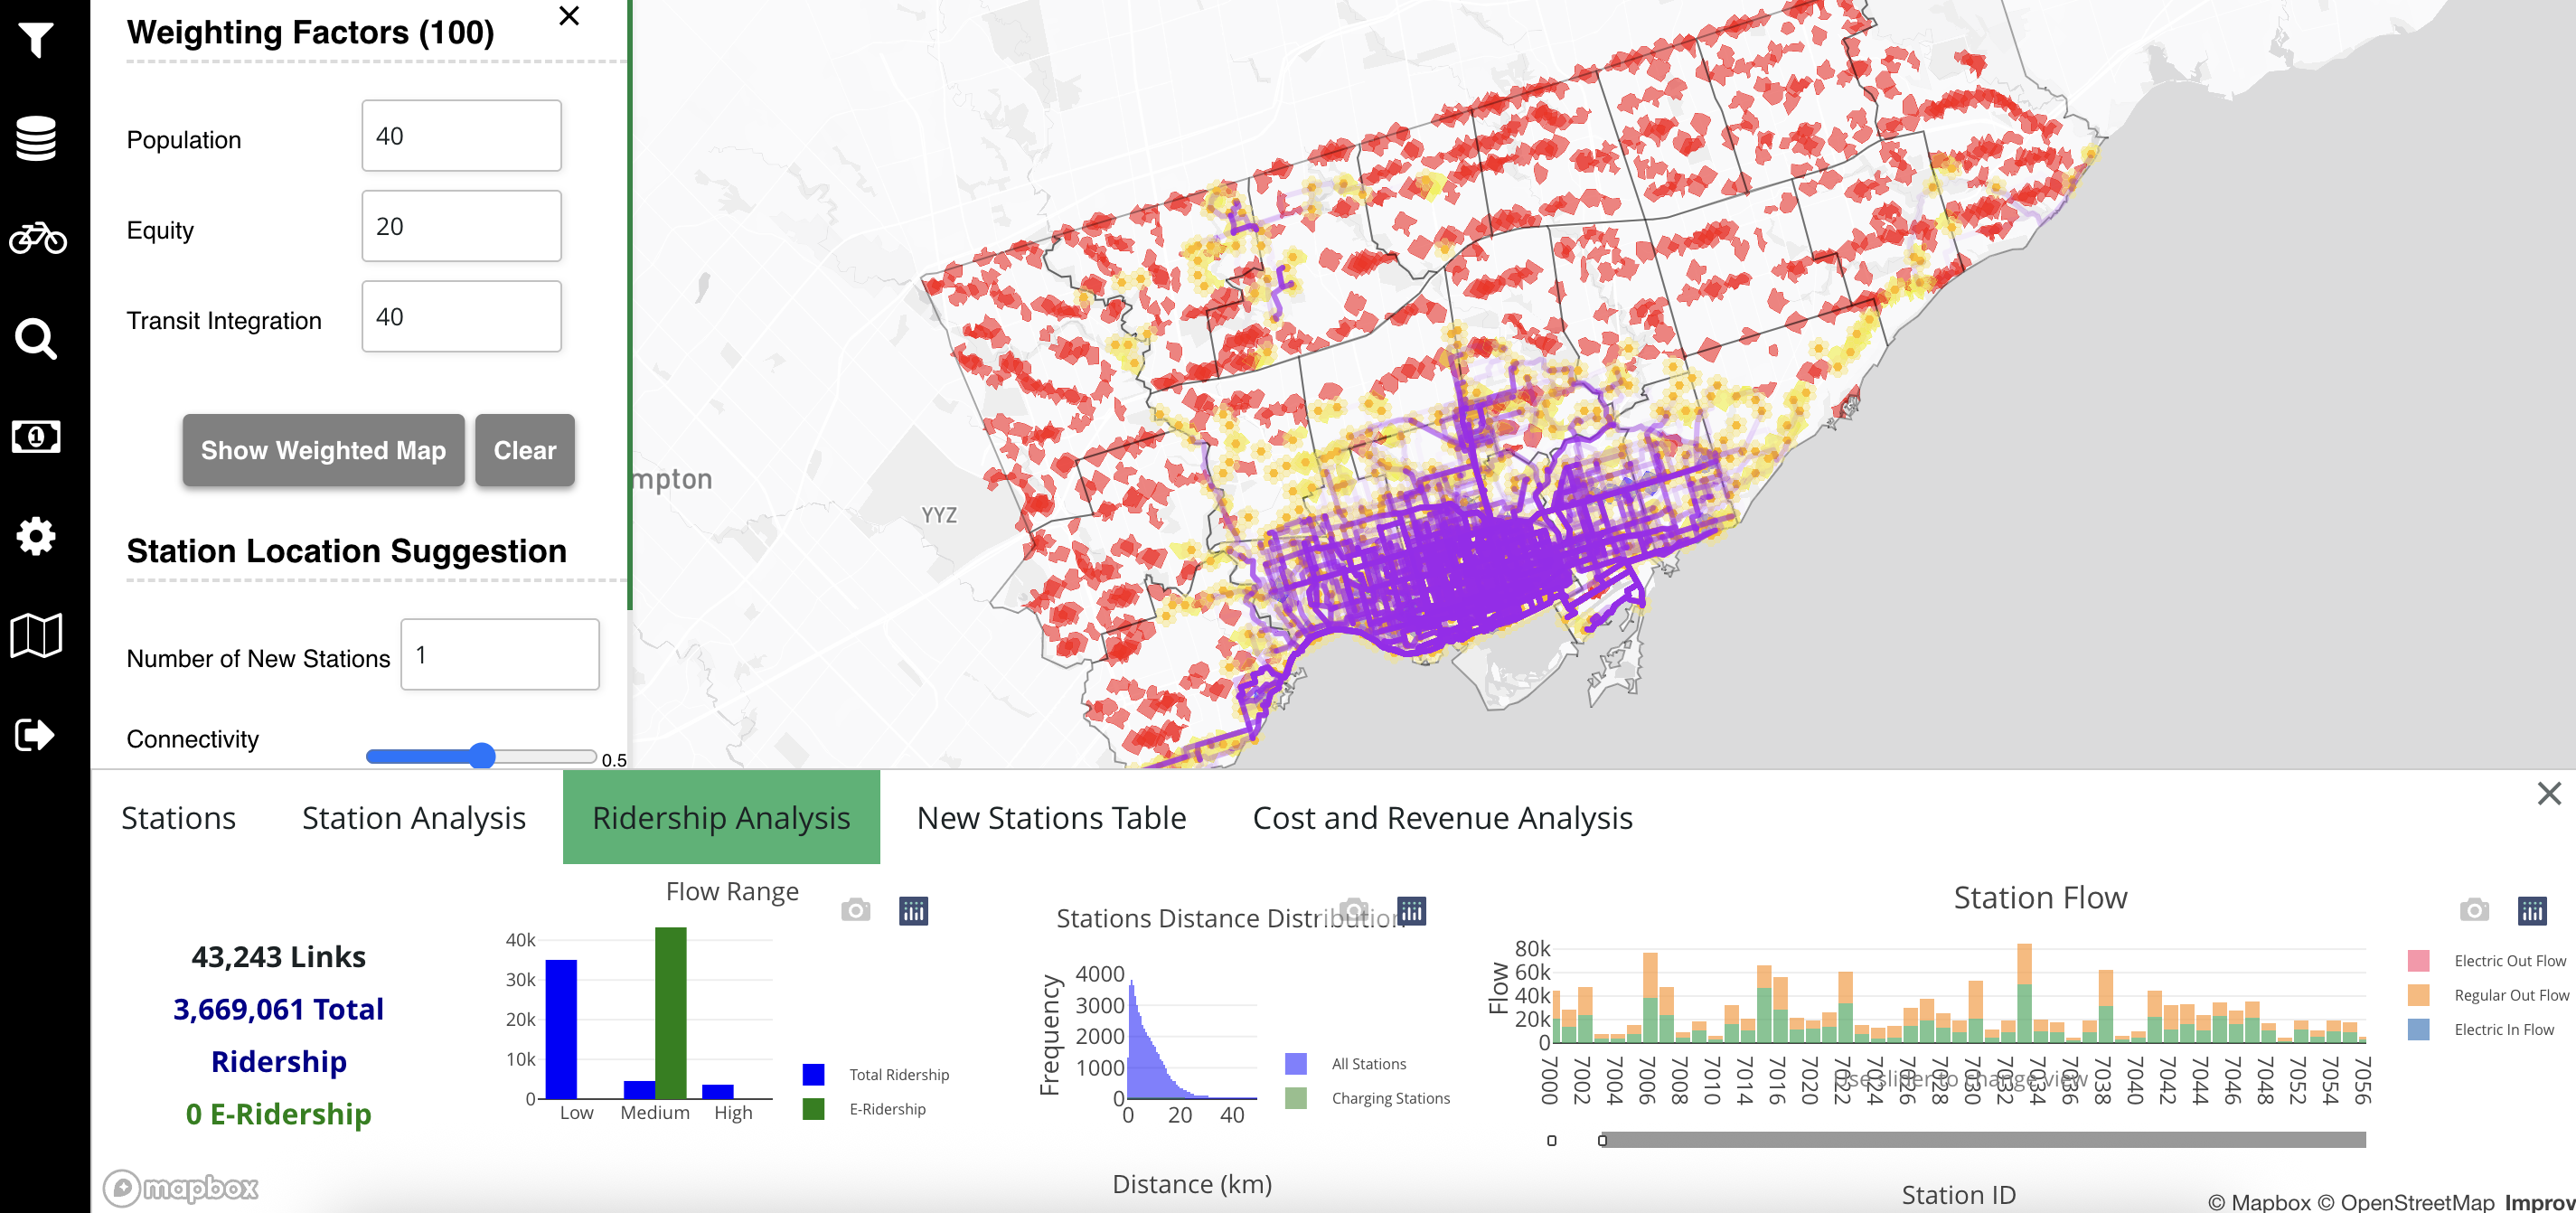 Weighting Factors (100)
Population
40
Equity
20
Transit Integration
40
Show Weighted Map
Clear
Station Location Suggestion
Number of New Stations
1
Connectivity
0.5
mpton
YYZ
Stations
Station Analysis
Ridership Analysis
New Stations Table
Cost and Revenue Analysis
43,243 Links
3,669,061 Total
Ridership
0 E-Ridership
Flow Range
40k
30k
20k
10k
0
Low
Medium
High
Total Ridership
E-Ridership
Stations Distance Distribution
Frequency
4000
3000
2000
1000
0
0
20
40
Distance (km)
All Stations
Charging Stations
Station Flow
Flow
80k
60k
40k
20k
0
7000
7002
7004
7006
7008
7010
7014
7016
7020
7022
7024
7026
7028
7030
7032
7034
7036
7038
7040
7042
7044
7046
7048
7052
7054
7056
Use slider to change view
Station ID
Electric Out Flow
Regular Out Flow
Electric In Flow
mapbox
© Mapbox © OpenStreetMap Improv